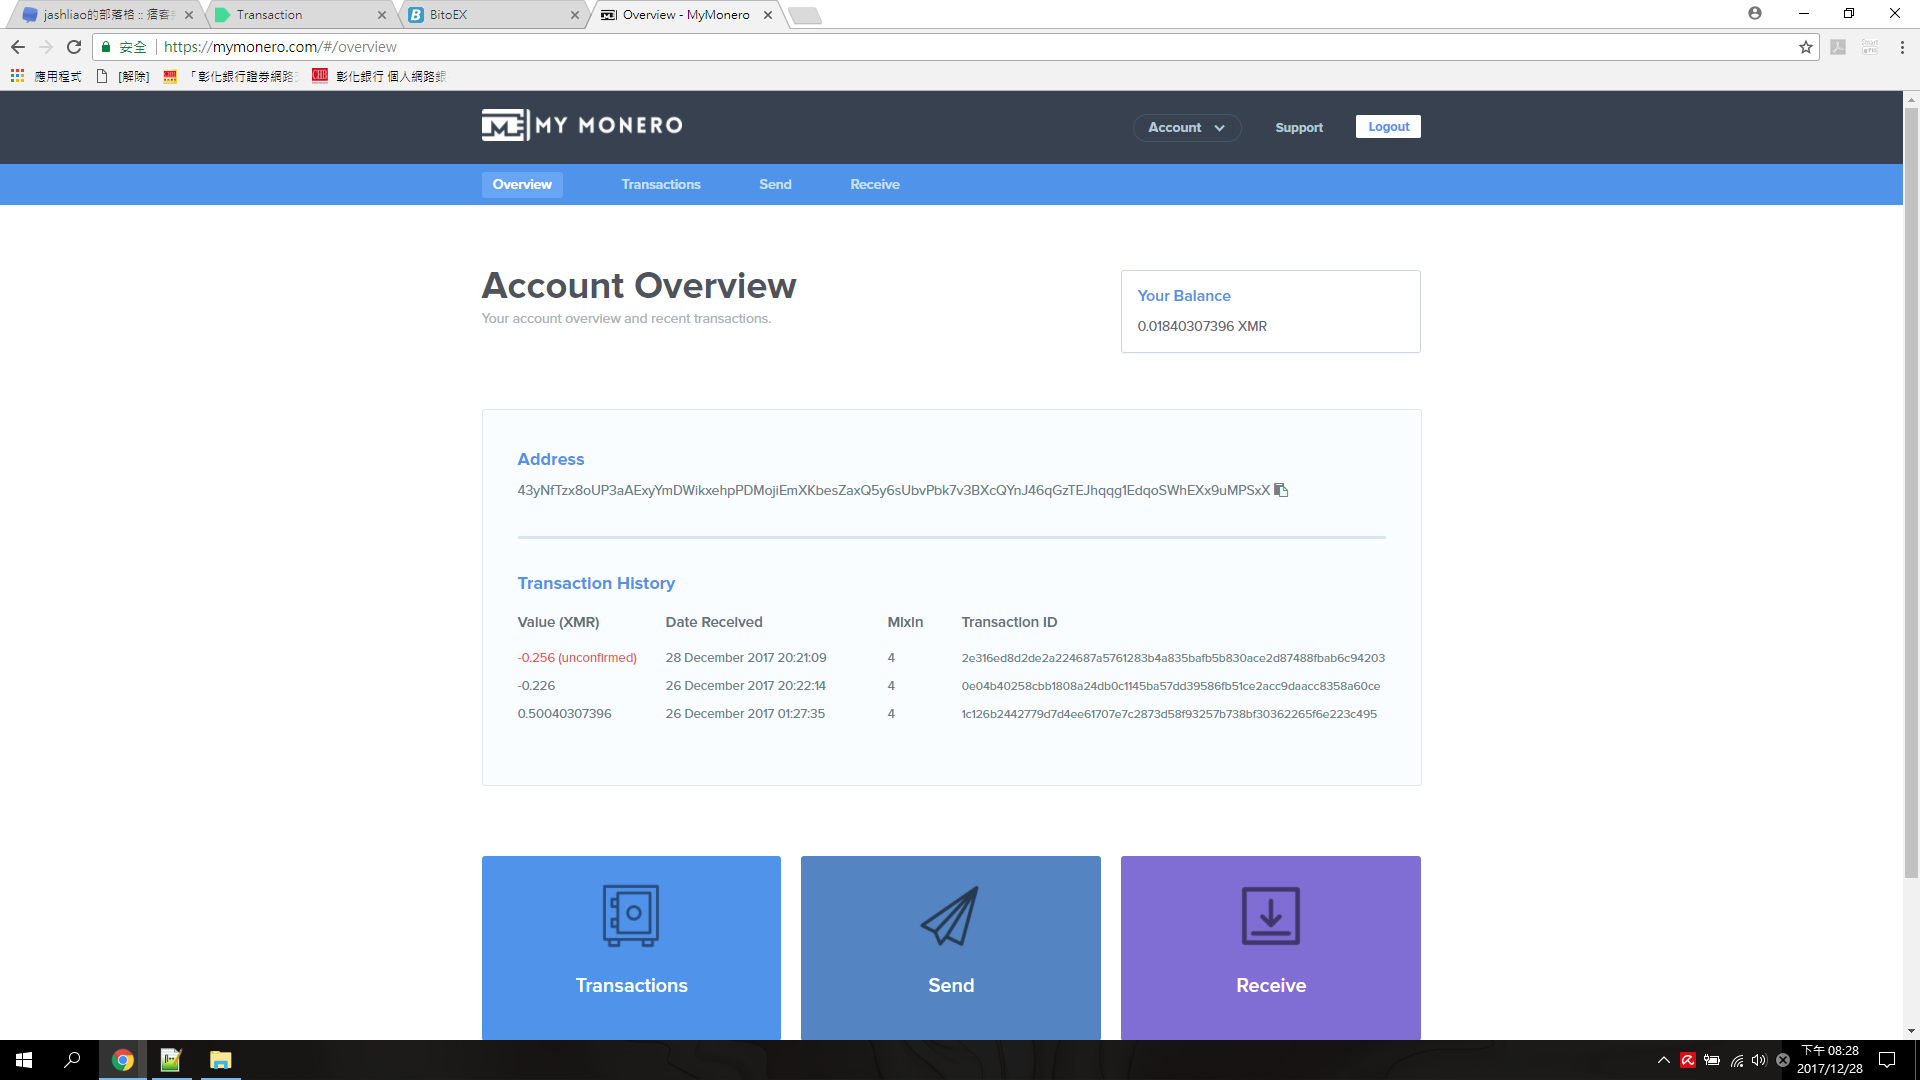 jashliao的部落格 :: 痞客
Transaction
BitoEX
Overview - MyMonero
安全
https://mymonero.com/#/overview
應用程式
[解除]
「彰化銀行證券網路
彰化銀行 個人網路銀
MY MONERO
Account
Support
Logout
Overview
Transactions
Send
Receive
Account Overview
Your account overview and recent transactions.
Your Balance
0.01840307396 XMR
Address
43yNfTzx8oUP3aAExyYmDWikxehpPDMojiEmXKbesZaxQ5y6sUbvPbk7v3BXcQYnJ46qGzTEJhqqg1EdqoSWhEXx9uMPSxX
Transaction History
Value (XMR) Date Received MixIn Transaction ID
-0.256 (unconfirmed) 28 December 2017 20:21:09 4 2e316ed8d2de2a224687a5761283b4a835bafb5b830ace2d87488fbab6c94203
-0.226 26 December 2017 20:22:14 4 0e04b40258cbb1808a24db0c1145ba57dd39586fb51ce2acc9daacc8358a60ce
0.50040307396 26 December 2017 01:27:35 4 1c126b2442779d7d4ee61707e7c2873d58f93257b738bf30362265f6e223c495
Transactions
Send
Receive
下午 08:28
2017/12/28